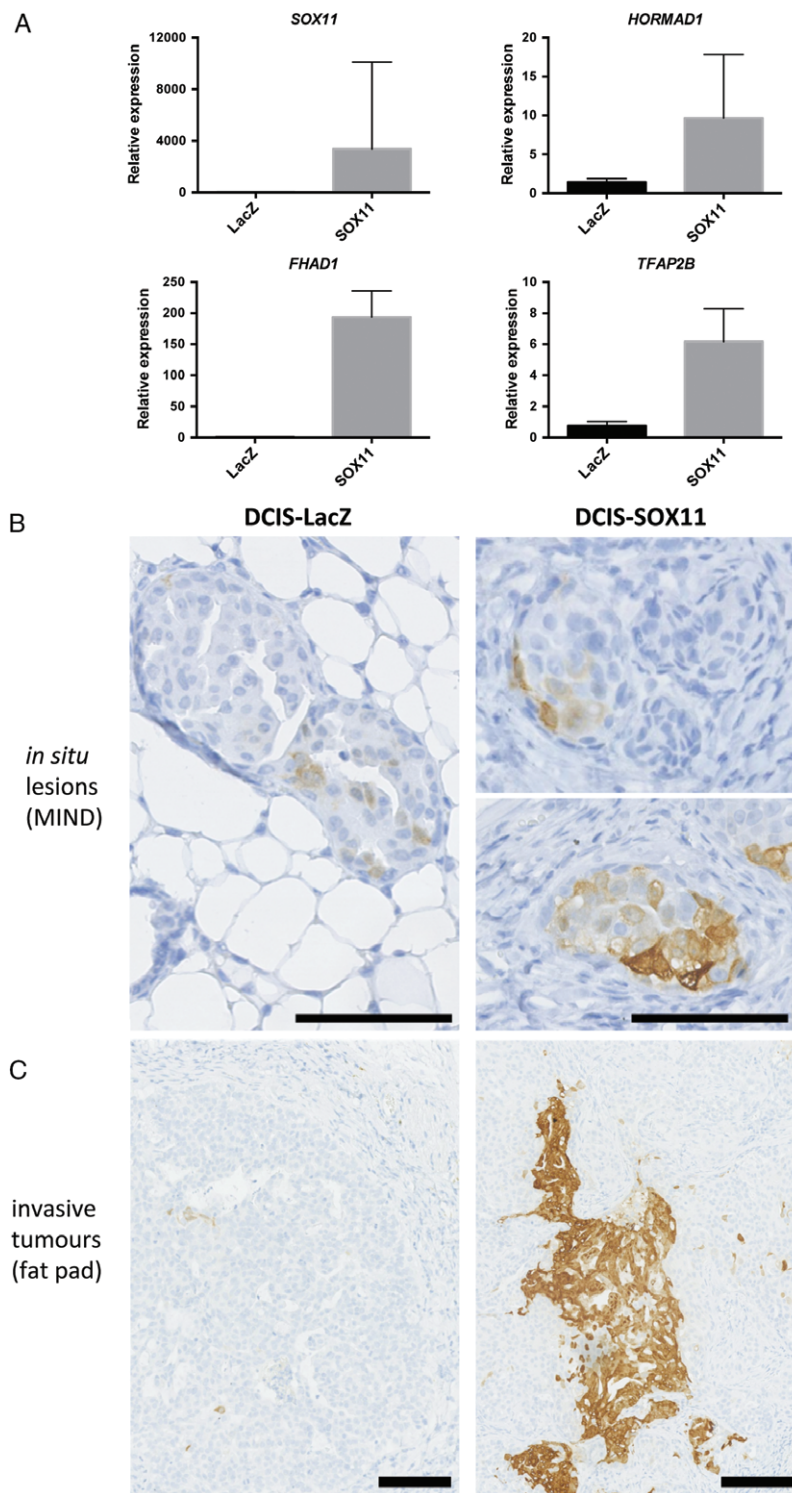 A
SOX11
Relative expression
12000
8000
4000
0
LacZ
SOX11
HORMAD1
Relative expression
20
15
10
5
0
LacZ
SOX11
FHAD1
Relative expression
250
200
150
100
50
0
LacZ
SOX11
TFAP2B
Relative expression
8
6
4
2
0
LacZ
SOX11
B
DCIS-LacZ
DCIS-SOX11
in situ
lesions
(MIND)
C
invasive
tumours
(fat pad)